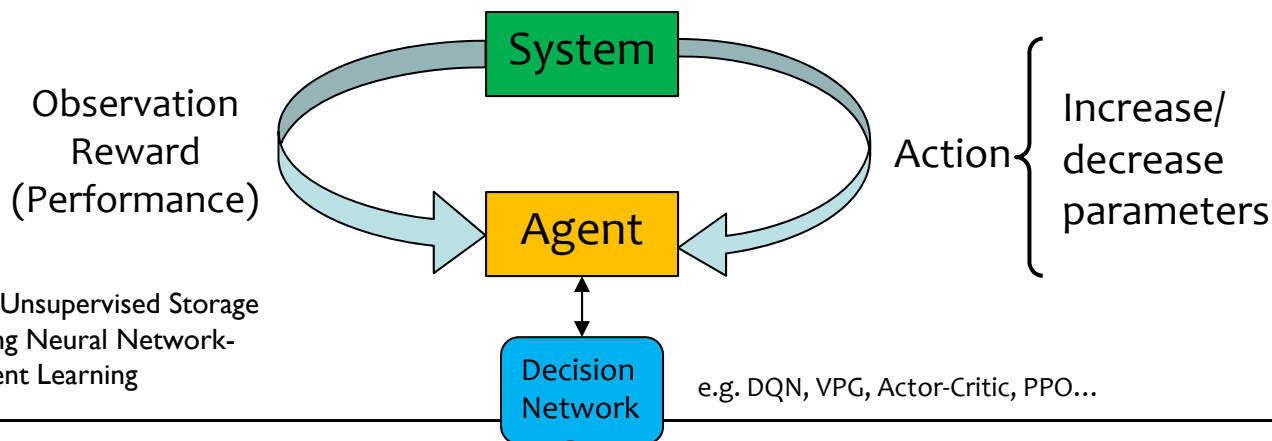 System
Observation
Reward
(Performance)
Action
Increase/
decrease
parameters
Agent
Unsupervised Storage
ng Neural Network-
ent Learning
Decision
Network
e.g. DQN, VPG, Actor-Critic, PPO...